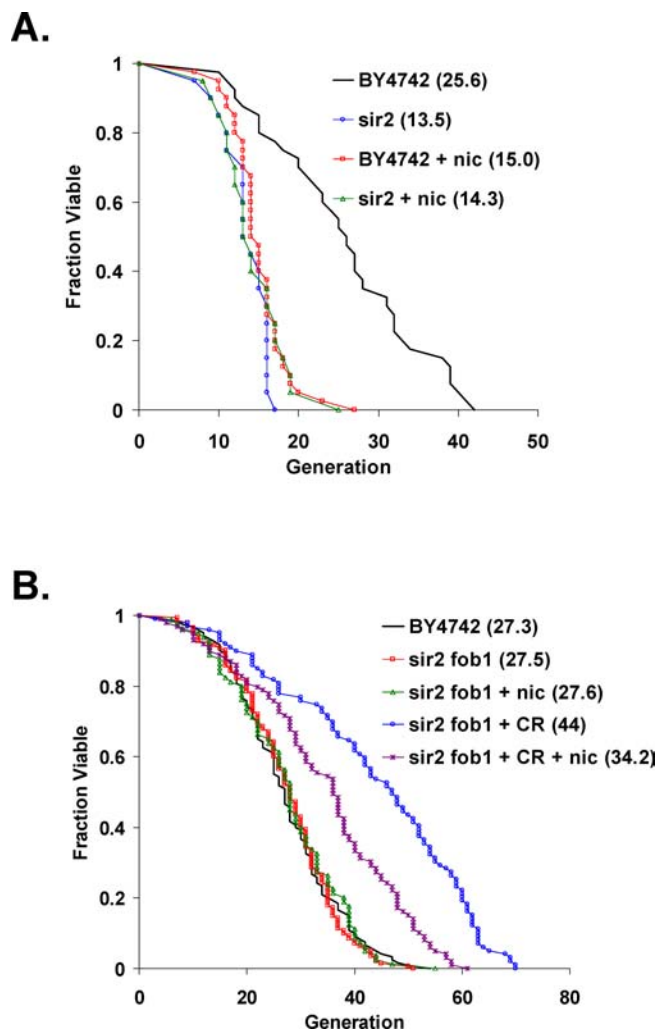 A.
BY4742 (25.6)
sir2 (13.5)
BY4742 + nic (15.0)
sir2 + nic (14.3)
Fraction Viable
1
0.8
0.6
0.4
0.2
0
0 10 20 30 40 50
Generation
B.
BY4742 (27.3)
sir2 fob1 (27.5)
sir2 fob1 + nic (27.6)
sir2 fob1 + CR (44)
sir2 fob1 + CR + nic (34.2)
Fraction Viable
1
0.8
0.6
0.4
0.2
0
0 20 40 60 80
Generation